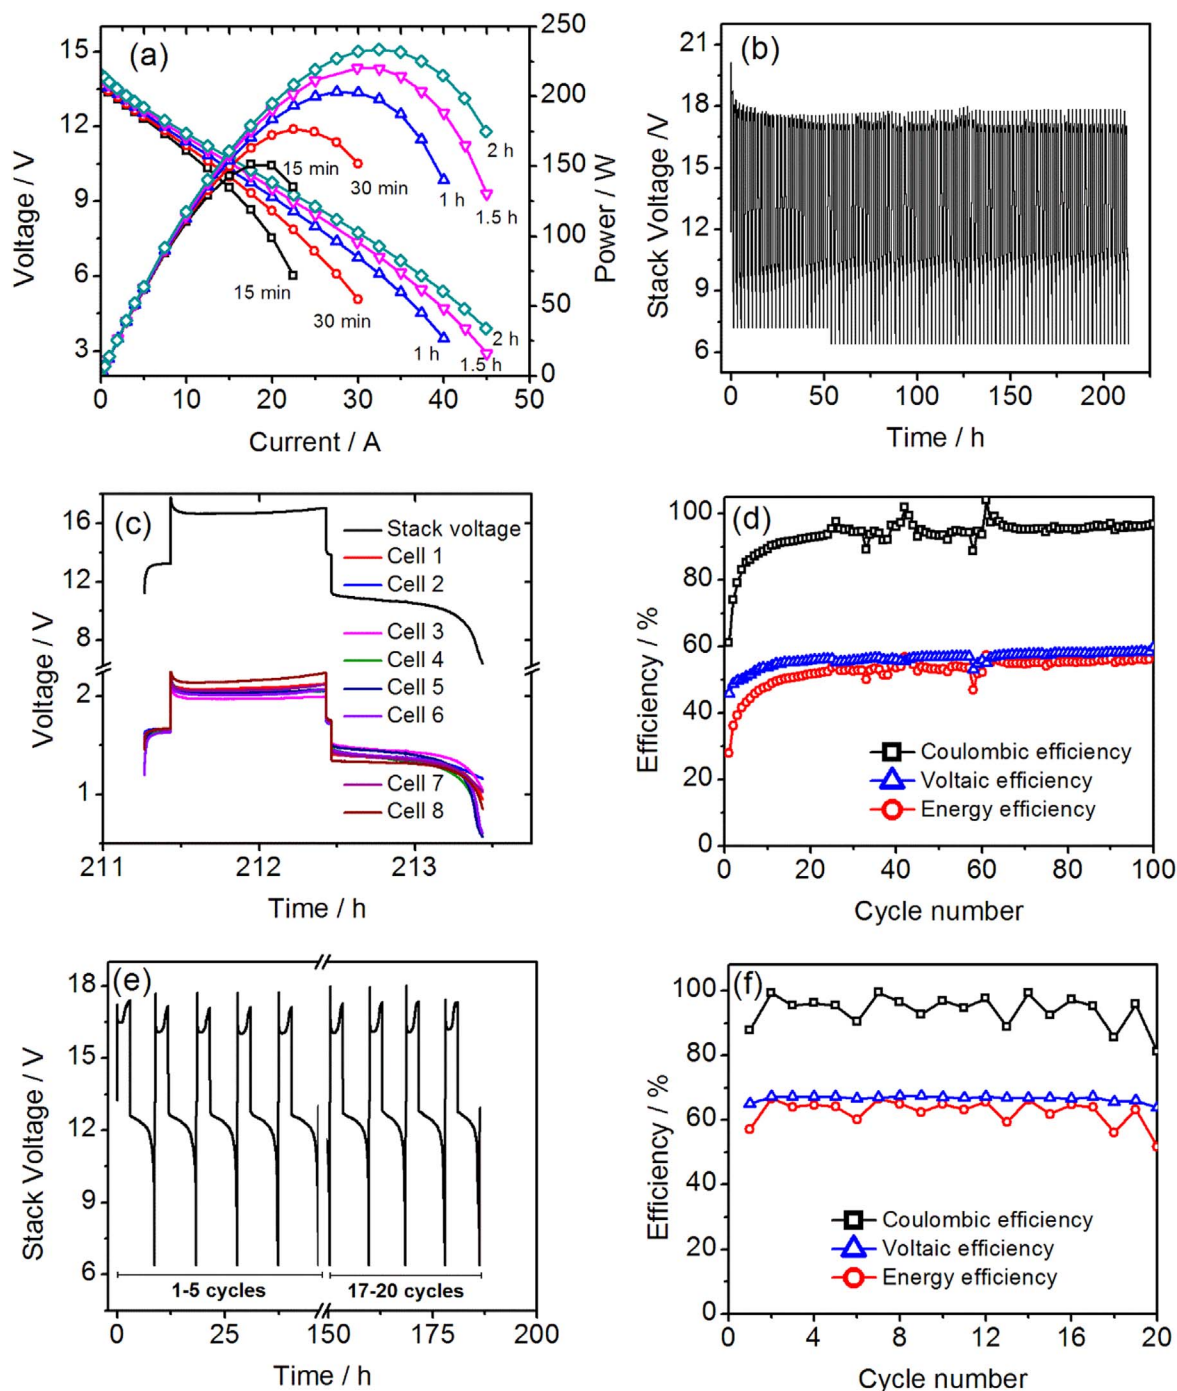 (a)
15
12
9
6
3
Voltage / V
250
200
150
100
50
0
Power / W
15 min
30 min
1 h
1.5 h
2 h
15 min
30 min
1 h
1.5 h
2 h
0 10 20 30 40 50
Current / A
(b)
21
18
15
12
9
6
Stack Voltage /V
0 50 100 150 200
Time / h
(c)
16
12
8
2
1
Voltage / V
Stack voltage
Cell 1
Cell 2
Cell 3
Cell 4
Cell 5
Cell 6
Cell 7
Cell 8
211 212 213
Time / h
(d)
100
80
60
40
20
0
Efficiency / %
Coulombic efficiency
Voltaic efficiency
Energy efficiency
0 20 40 60 80 100
Cycle number
(e)
18
15
12
9
6
Stack Voltage / V
1-5 cycles
17-20 cycles
0 25 150 175 200
Time / h
(f)
100
80
60
40
20
0
Efficiency / %
Coulombic efficiency
Voltaic efficiency
Energy efficiency
0 4 8 12 16 20
Cycle number